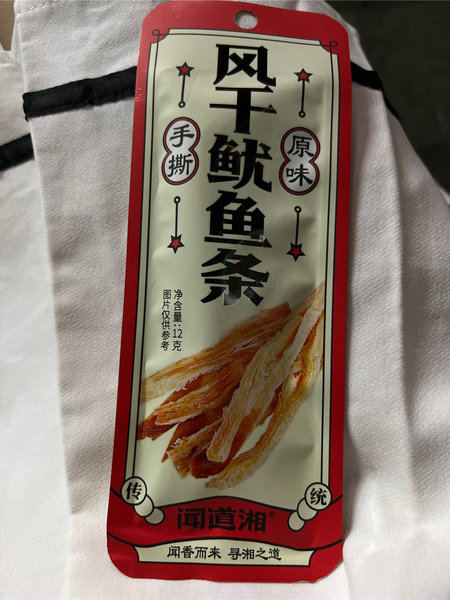 风干鱿鱼条
手撕
原味
净含量:12克
图片仅供参考
传统
闻道湘®
闻香而来 寻湘之道